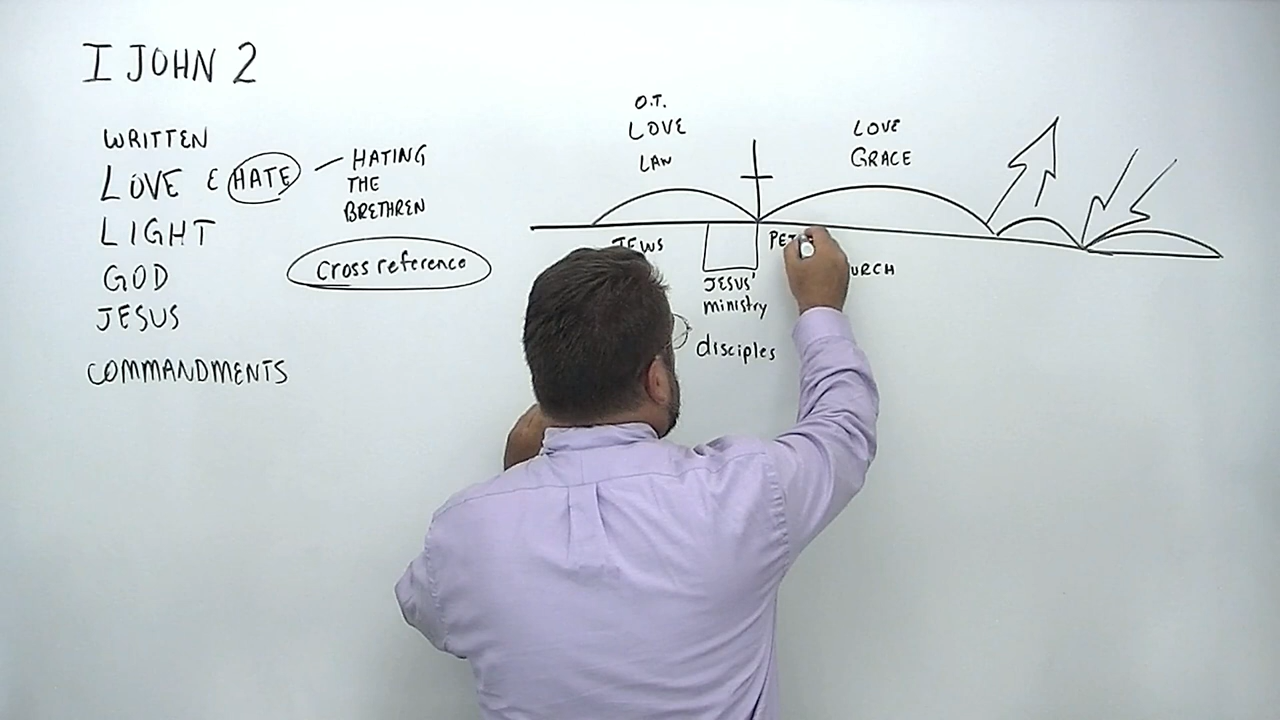 I JOHN 2
WRITTEN
LOVE & HATE
HATING
THE
BRETHREN
LIGHT
Cross reference
GOD
JESUS
COMMANDMENTS
O.T.
LOVE
LAW
LOVE
GRACE
JEWS
JESUS'
ministry
disciples